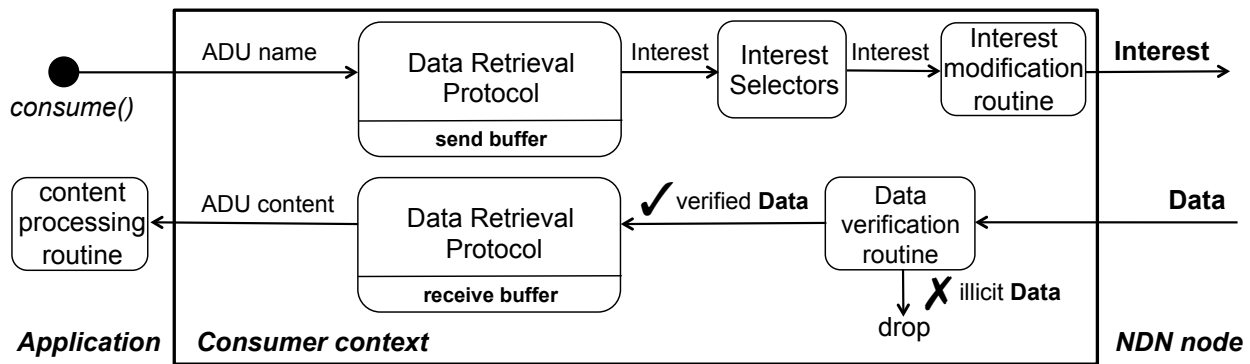 consume()
ADU name
Data Retrieval
Protocol
send buffer
Interest
Interest
Selectors
Interest
Interest
modification
routine
Interest
content
processing
routine
ADU content
Data Retrieval
Protocol
receive buffer
verified Data
Data
verification
routine
Data
illicit Data
drop
Application
Consumer context
NDN node